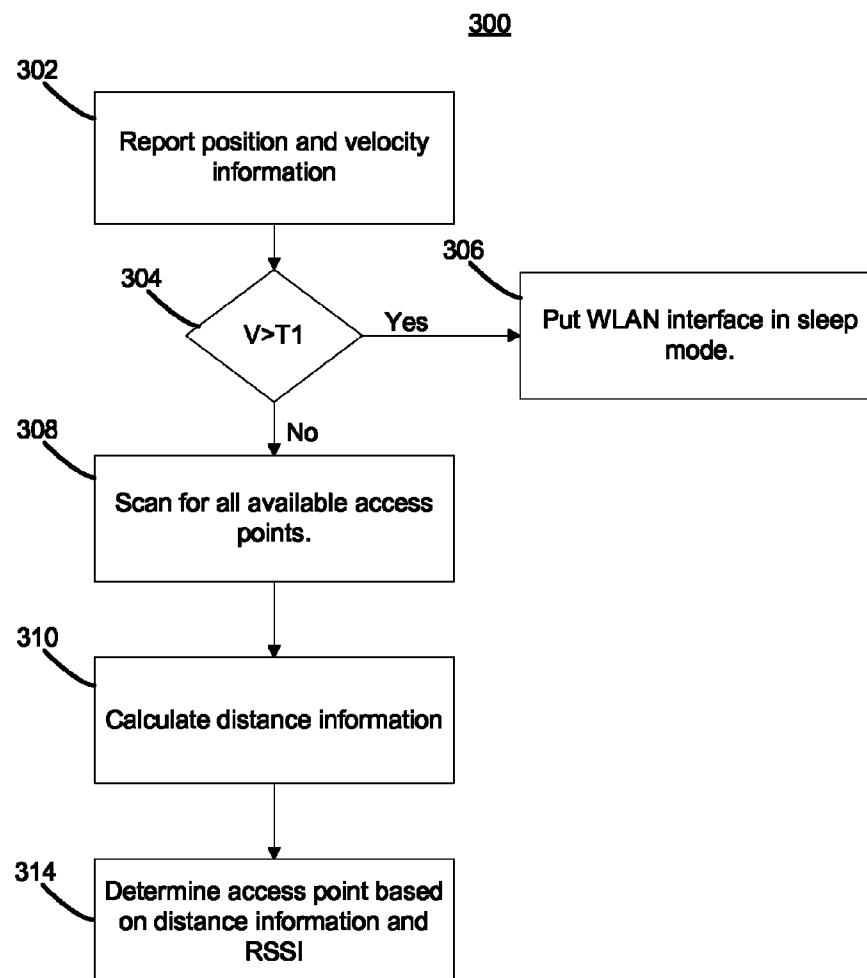 300
302
Report position and velocity
information
304
V>T1
Yes
306
Put WLAN interface in sleep
mode.
No
308
Scan for all available access
points.
310
Calculate distance information
314
Determine access point based
on distance information and
RSSI